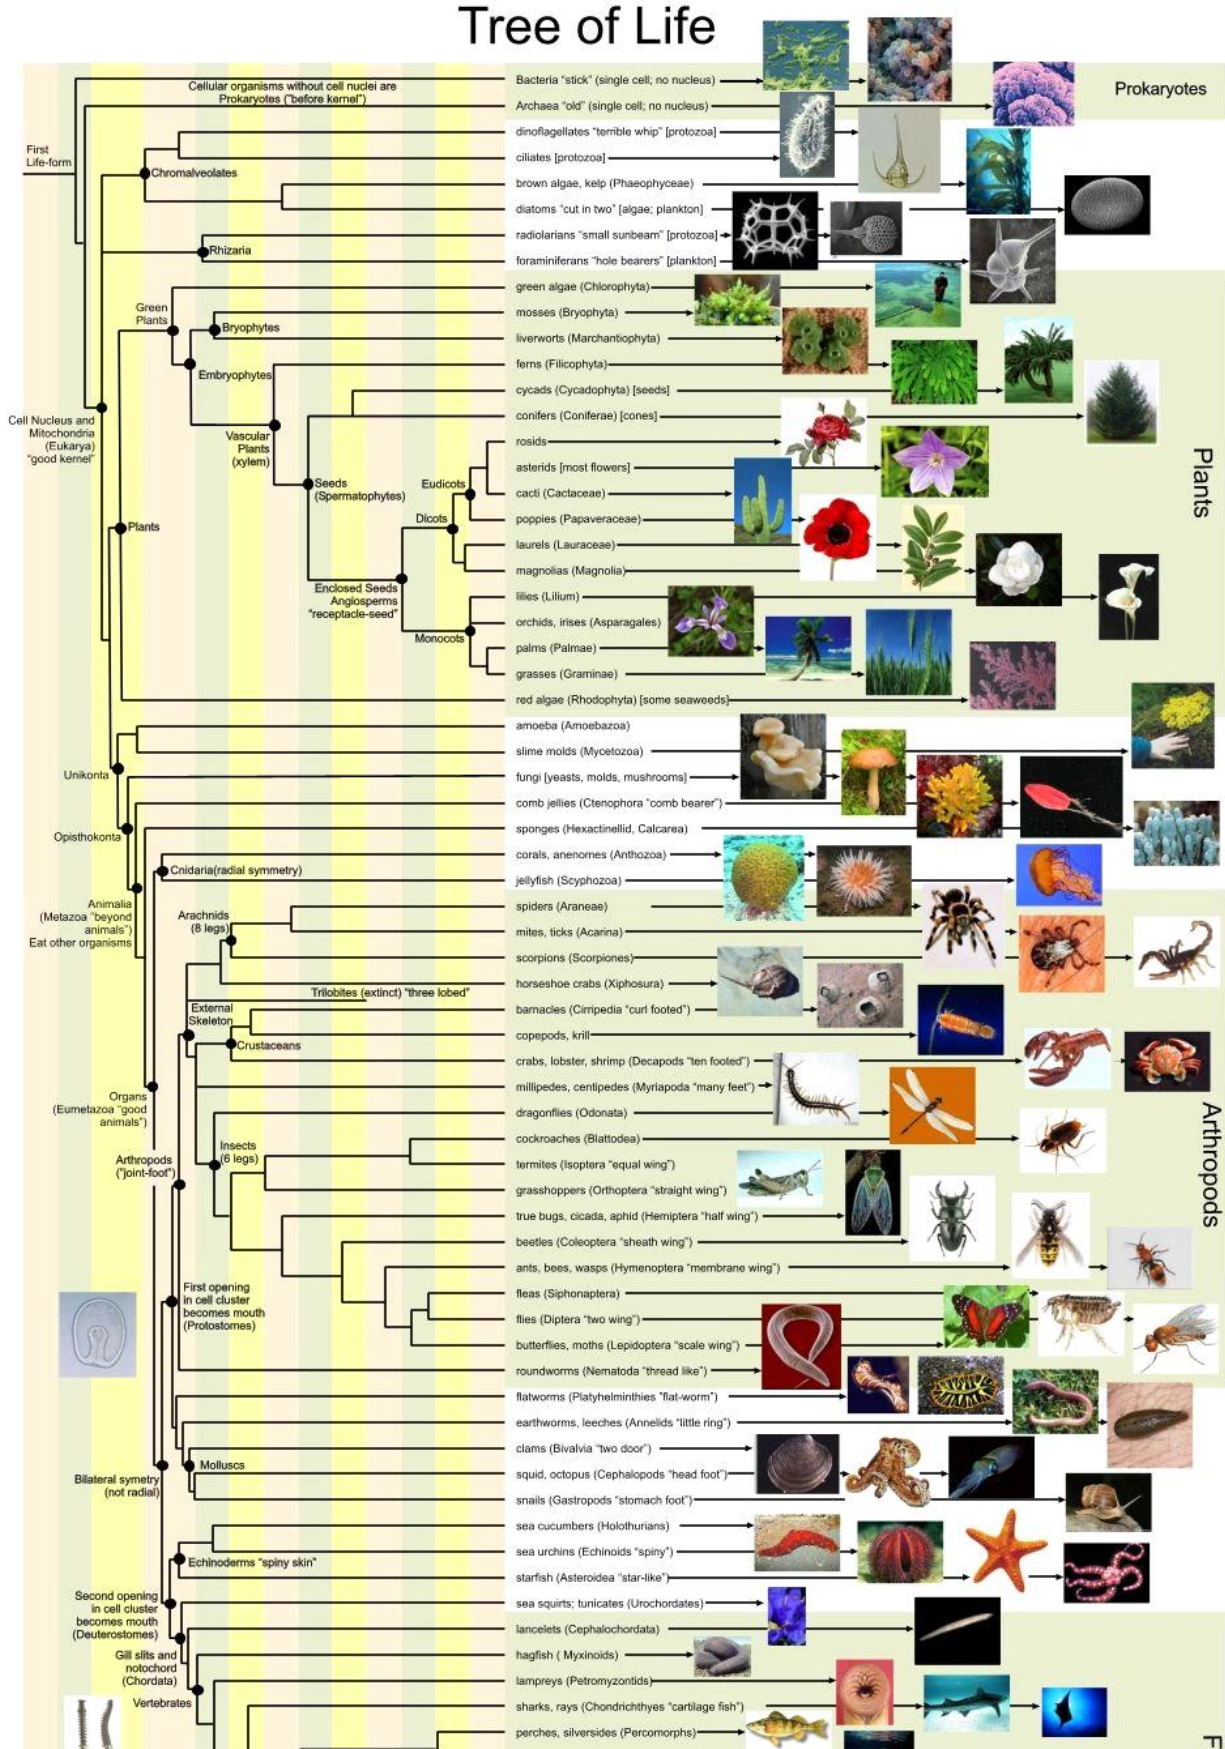 Tree of Life
Bacteria “stick” (single cell; no nucleus)
Cellular organisms without cell nuclei are
Prokaryotes (“before kernel”)
Prokaryotes
Archaea “old” (single cell; no nucleus)
dinoflagellates “terrible whip” [protozoa]
First
Life-form
ciliates [protozoa]
Chromalveolates
brown algae, kelp (Phaeophyceae)
diatoms “cut in two” [algae; plankton]
radiolarians “small sunbeam” [protozoa]
Rhizaria
foraminiferans “hole bearers” [plankton]
green algae (Chlorophyta)
Green
Plants
mosses (Bryophyta)
Bryophytes
liverworts (Marchantiophyta)
ferns (Filicophyta)
Embryophytes
cycads (Cycadophyta) [seeds]
conifers (Coniferae) [cones]
Cell Nucleus and
Mitochondria
(Eukarya)
“good kernel”
Vascular
Plants
(xylem)
rosids
asterids [most flowers]
Plants
Seeds
(Spermatophytes)
Eudicots
cacti (Cactaceae)
Dicots
poppies (Papaveraceae)
Plants
laurels (Lauraceae)
magnolias (Magnolia)
Enclosed Seeds
Angiosperms
“receptacle-seed”
lilies (Lilium)
orchids, irises (Asparagales)
Monocots
palms (Palmae)
grasses (Graminae)
red algae (Rhodophyta) [some seaweeds]
amoeba (Amoebazoa)
slime molds (Mycetozoa)
Unikonta
fungi [yeasts, molds, mushrooms]
comb jellies (Ctenophora “comb bearer”)
sponges (Hexactinellid, Calcarea)
Opisthokonta
corals, anenomes (Anthozoa)
Cnidaria(radial symmetry)
jellyfish (Scyphozoa)
Animalia
(Metazoa “beyond
animals”)
Eat other organisms
spiders (Araneae)
Arachnids
(8 legs)
mites, ticks (Acarina)
scorpions (Scorpiones)
horseshoe crabs (Xiphosura)
Trilobites (extinct) “three lobed”
External
Skeleton
barnacles (Cirripedia “curl footed”)
copepods, krill
Crustaceans
crabs, lobster, shrimp (Decapods “ten footed”)
millipedes, centipedes (Myriapoda “many feet”)
Organs
(Eumetazoa “good
animals”)
dragonflies (Odonata)
Arthropods
cockroaches (Blattodea)
Insects
(6 legs)
Arthropods
(“joint-foot”)
termites (Isoptera “equal wing”)
grasshoppers (Orthoptera “straight wing”)
true bugs, cicada, aphid (Hemiptera “half wing”)
beetles (Coleoptera “sheath wing”)
ants, bees, wasps (Hymenoptera “membrane wing”)
First opening
in cell cluster
becomes mouth
(Protostomes)
fleas (Siphonaptera)
flies (Diptera “two wing”)
butterflies, moths (Lepidoptera “scale wing”)
roundworms (Nematoda “thread like”)
flatworms (Platyhelminthies ”flat-worm”)
earthworms, leeches (Annelids “little ring”)
clams (Bivalvia “two door”)
Molluscs
squid, octopus (Cephalopods “head foot”)
Bilateral symetry
(not radial)
snails (Gastropods “stomach foot”)
sea cucumbers (Holothurians)
sea urchins (Echinoids “spiny”)
Echinoderms “spiny skin”
starfish (Asteroidea “star-like”)
Second opening
in cell cluster
becomes mouth
(Deuterostomes)
sea squirts; tunicates (Urochordates)
lancelets (Cephalochordata)
Gill slits and
notochord
(Chordata)
hagfish ( Myxinoids)
lampreys (Petromyzontids)
Vertebrates
sharks, rays (Chondrichthyes “cartilage fish”)
perches, silversides (Percomorphs)
F